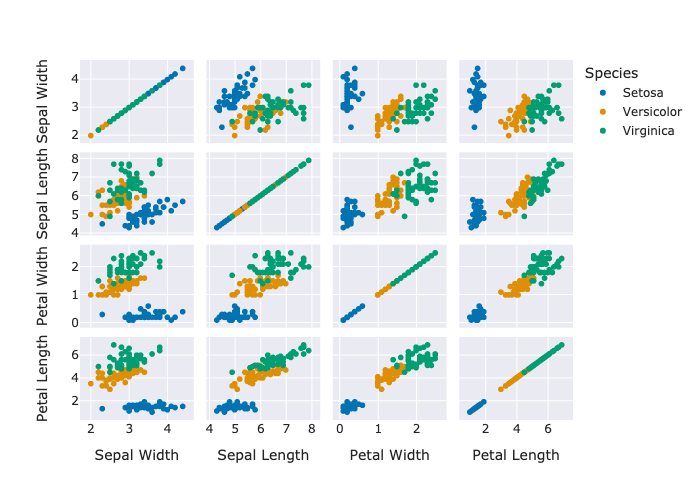 Sepal Width
4
3
2
Species
Setosa
Versicolor
Virginica
Sepal Length
8
7
6
5
4
Petal Width
2
1
0
Petal Length
6
4
2
2 3 4 4 5 6 7 8 0 1 2 2 4 6
Sepal Width Sepal Length Petal Width Petal Length